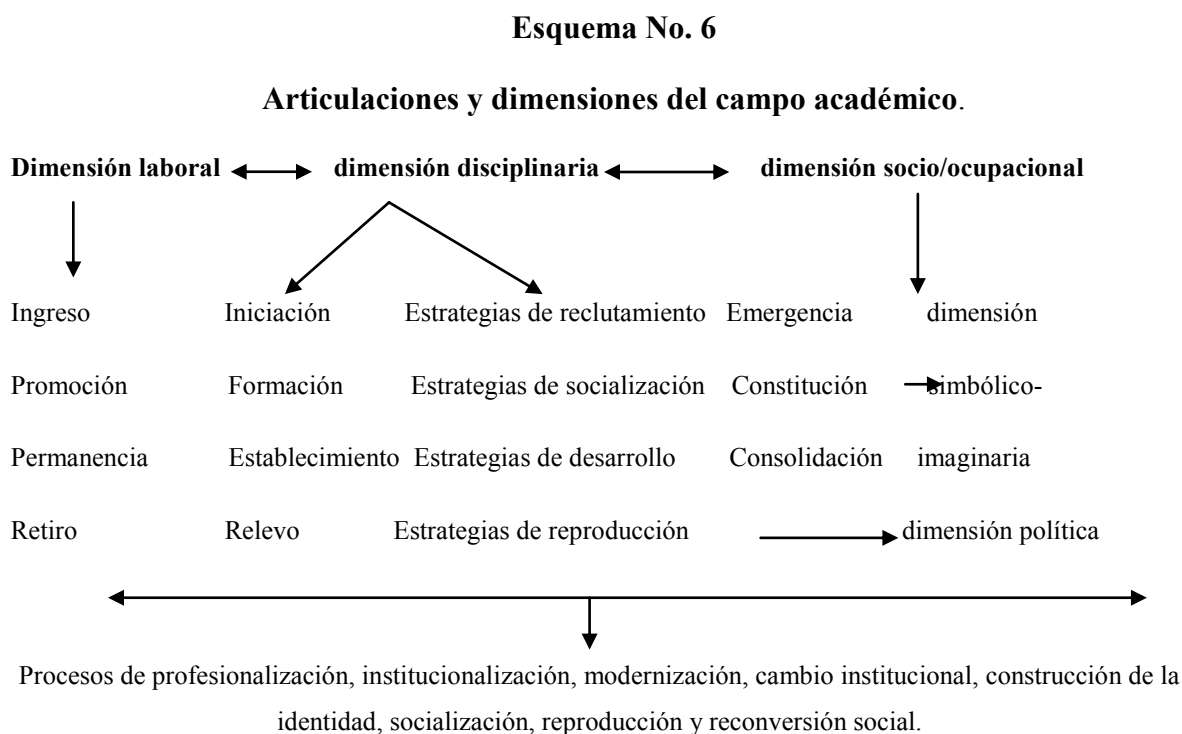 Esquema No. 6
Articulaciones y dimensiones del campo académico.
Dimensión laboral dimensión disciplinaria dimensión socio/ocupacional
Ingreso Iniciación Estrategias de reclutamiento Emergencia dimensión
Promoción Formación Estrategias de socialización Constitución simbólico-
Permanencia Establecimiento Estrategias de desarrollo Consolidación imaginaria
Retiro Relevo Estrategias de reproducción dimensión política
Procesos de profesionalización, institucionalización, modernización, cambio institucional, construcción de la
identidad, socialización, reproducción y reconversión social.